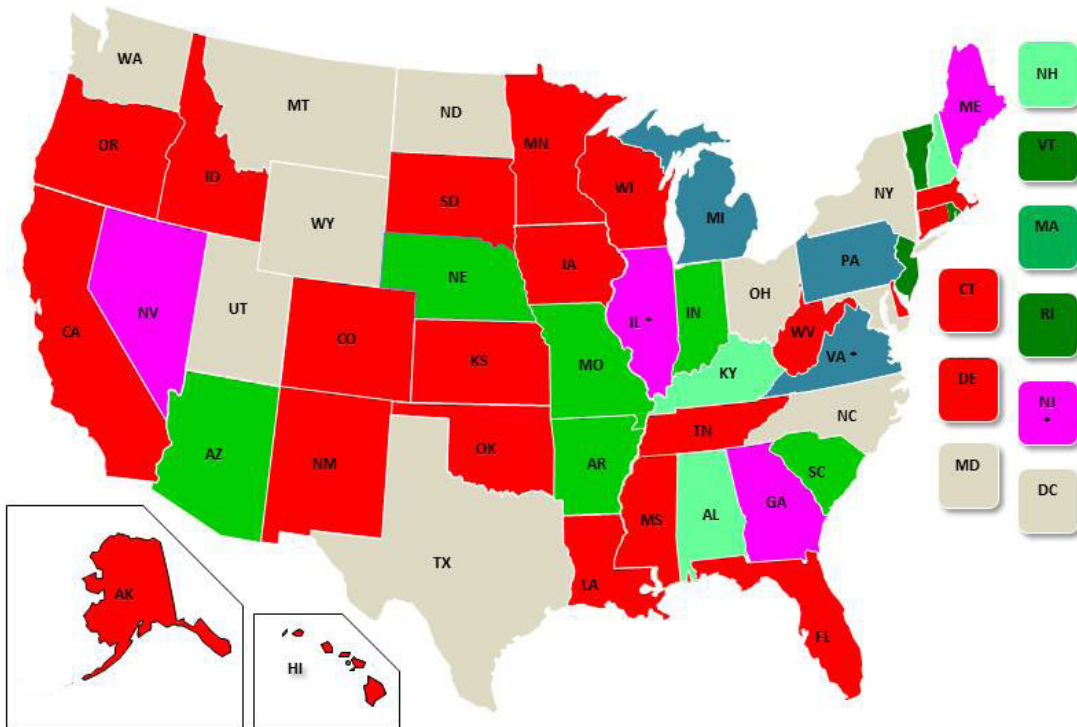 WA
MT
ND
MN
OR
ID
SD
WI
WY
MI
NY
ME
NH
VT
MA
RI
NJ
*
DC
CT
DE
MD
NE
IA
PA
NV
UT
CA
CO
IL *
IN
OH
KS
MO
WV
VA *
KY
NC
TN
AZ
NM
OK
AR
SC
MS
AL
GA
TX
LA
FL
AK
HI